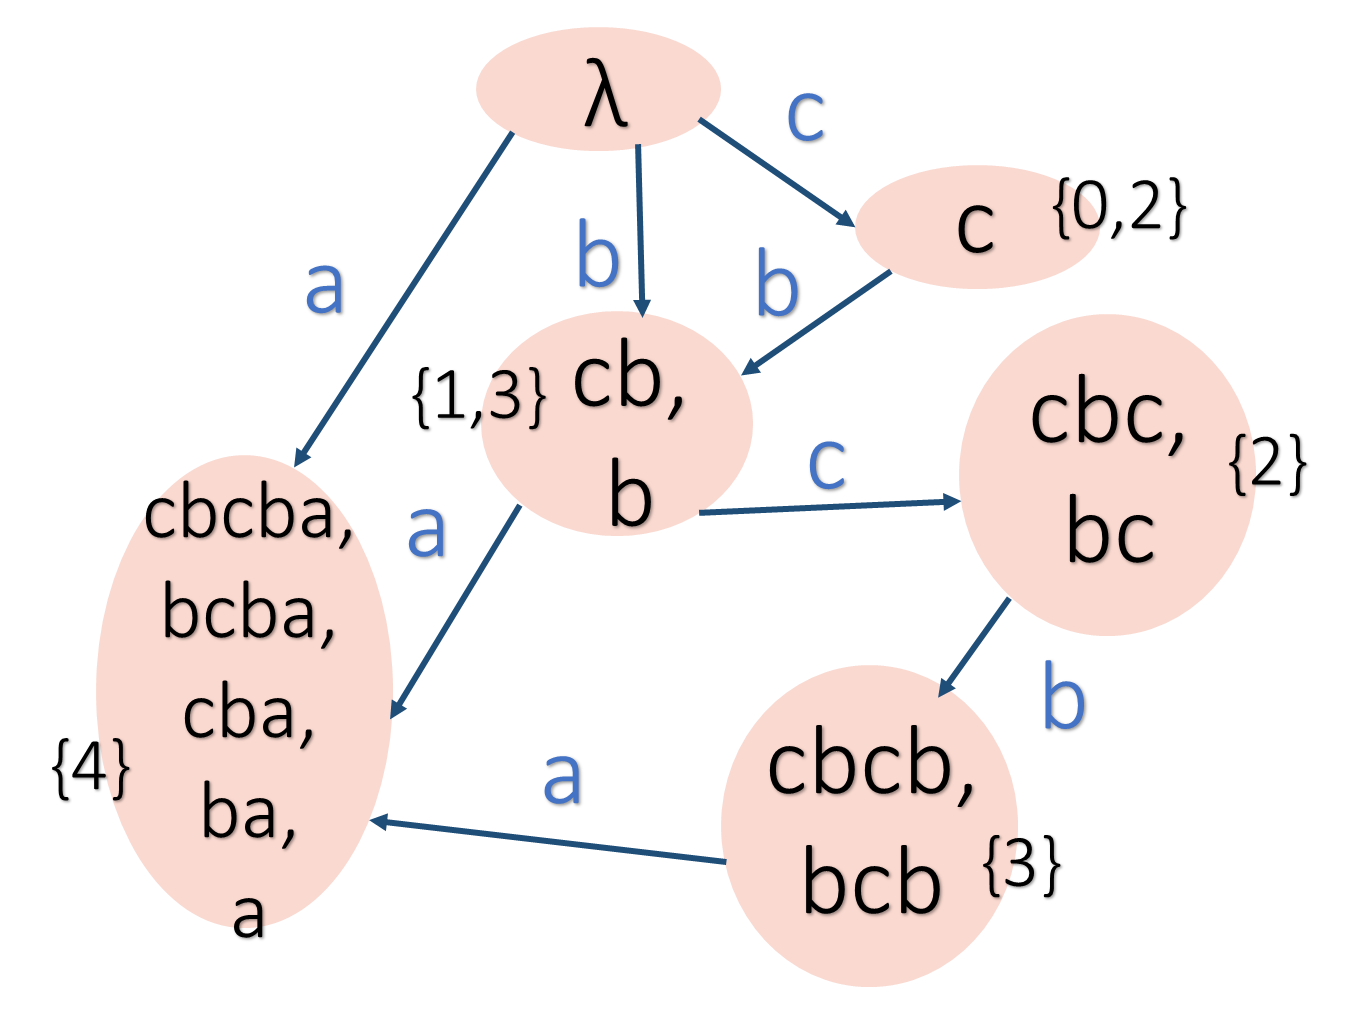 λ
c
c
{0,2}
a
b
b
{1,3}
cb,
b
c
cbc,
bc
{2}
a
cbcba,
bcba,
cba,
ba,
a
{4}
b
a
cbcb,
bcb
{3}